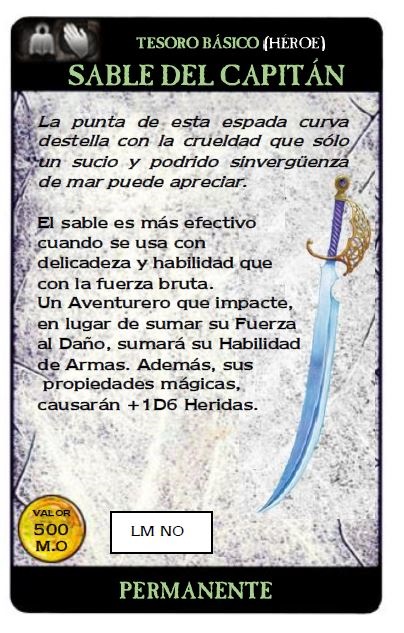 TESORO BÁSICO (HÉROE)
SABLE DEL CAPITÁN
La punta de esta espada curva
destella con la crueldad que sólo
un sucio y podrido sinvergüenza
de mar puede apreciar.
El sable es más efectivo
cuando se usa con
delicadeza y habilidad que
con la fuerza bruta.
Un Aventurero que impacte,
en lugar de sumar su Fuerza
al Daño, sumará su Habilidad
de Armas. Además, sus
propiedades mágicas,
causarán +1D6 Heridas.
VALOR
500
M.O
LM NO
PERMANENTE